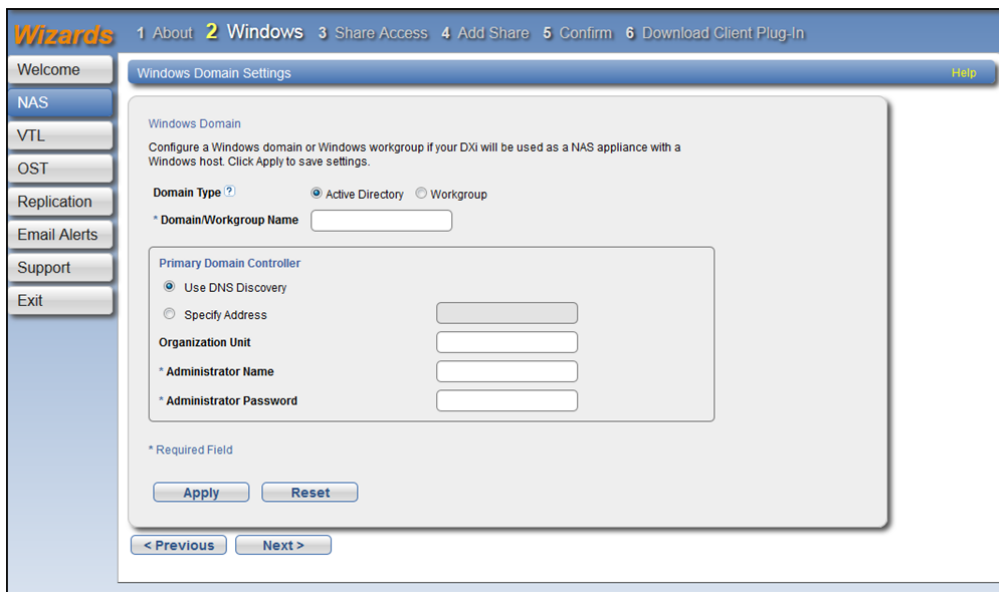 Wizards
1 About 2 Windows 3 Share Access 4 Add Share 5 Confirm 6 Download Client Plug-In
Welcome
NAS
VTL
OST
Replication
Email Alerts
Support
Exit
Windows Domain Settings
Help
Windows Domain
Configure a Windows domain or Windows workgroup if your DXi will be used as a NAS appliance with a
Windows host. Click Apply to save settings.
Domain Type ? Active Directory Workgroup
* Domain/Workgroup Name
Primary Domain Controller
Use DNS Discovery
Specify Address
Organization Unit
* Administrator Name
* Administrator Password
* Required Field
Apply Reset
< Previous Next >